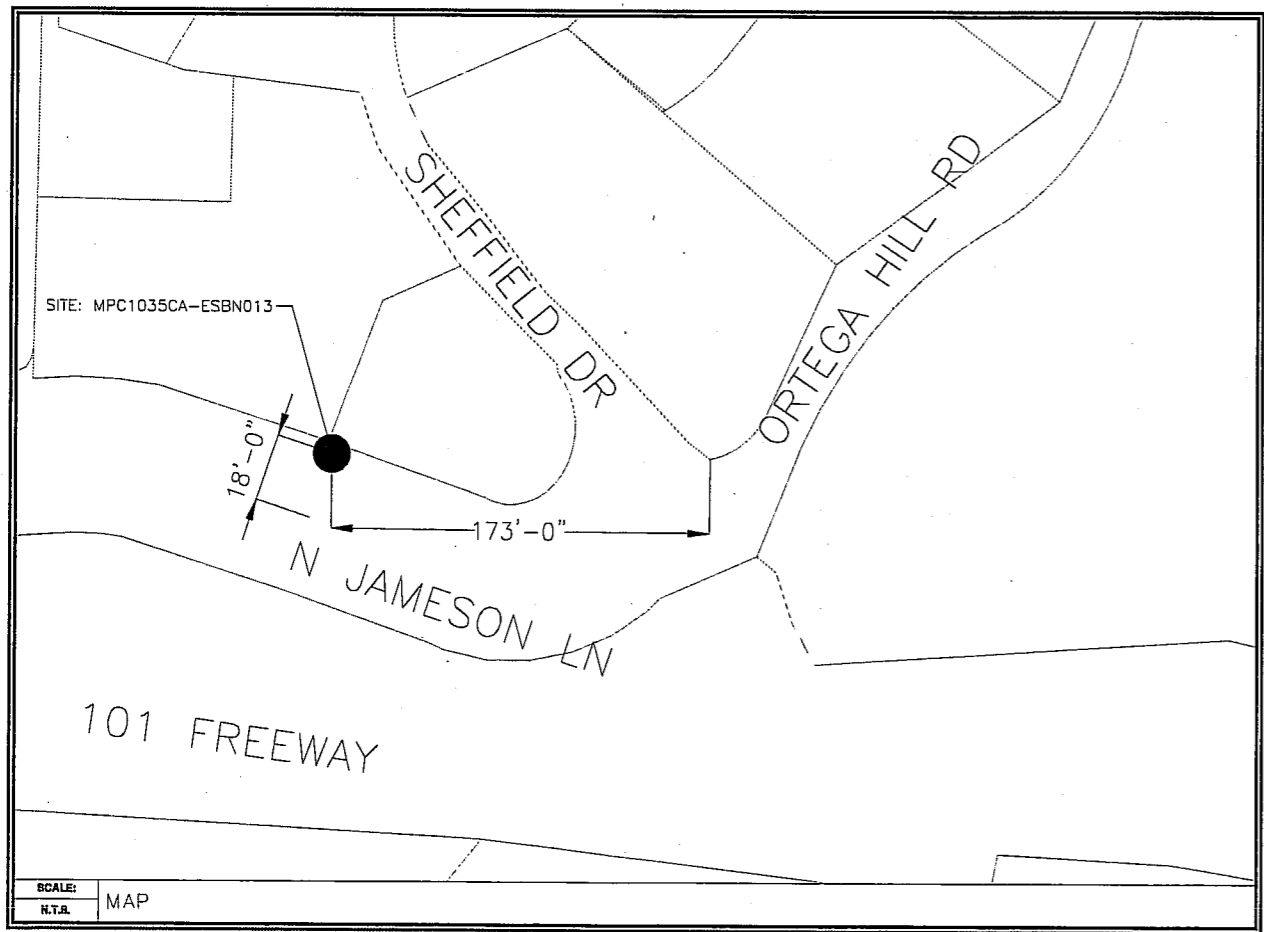 SHEFFIELD DR
ORTEGA HILL RD
SITE: MPC1035CA-ESBN013
18'-0"
173'-0"
N JAMESON LN
101 FREEWAY
SCALE:
N.T.S.
MAP